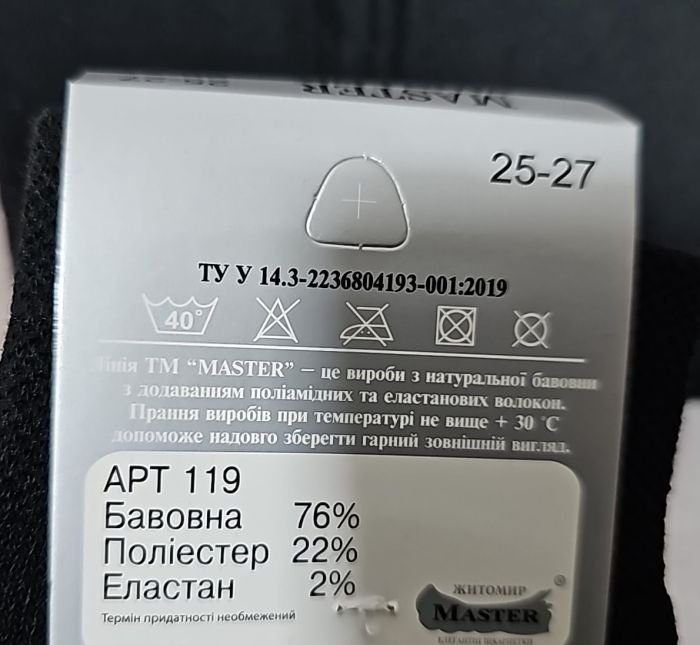 MASTER
25-27
ТУ У 14.3-2236804193-001:2019
40°
Лінія ТМ “MASTER” – це вироби з натуральної бавовни
з додаванням поліамідних та еластанових волокон.
Прання виробів при температурі не вище + 30 °С
допоможе надовго зберегти гарний зовнішній вигляд.
АРТ 119
Бавовна 76%
Поліестер 22%
Еластан 2%
Термін придатності необмежений
ЖИТОМИР ®
MASTER